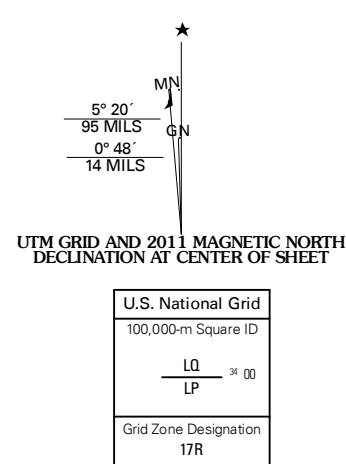 ★
MN
5° 20´
95 MILS
GN
0° 48´
14 MILS
UTM GRID AND 2011 MAGNETIC NORTH
DECLINATION AT CENTER OF SHEET
U.S. National Grid
100,000-m Square ID
LQ
34 00
LP
Grid Zone Designation
17R